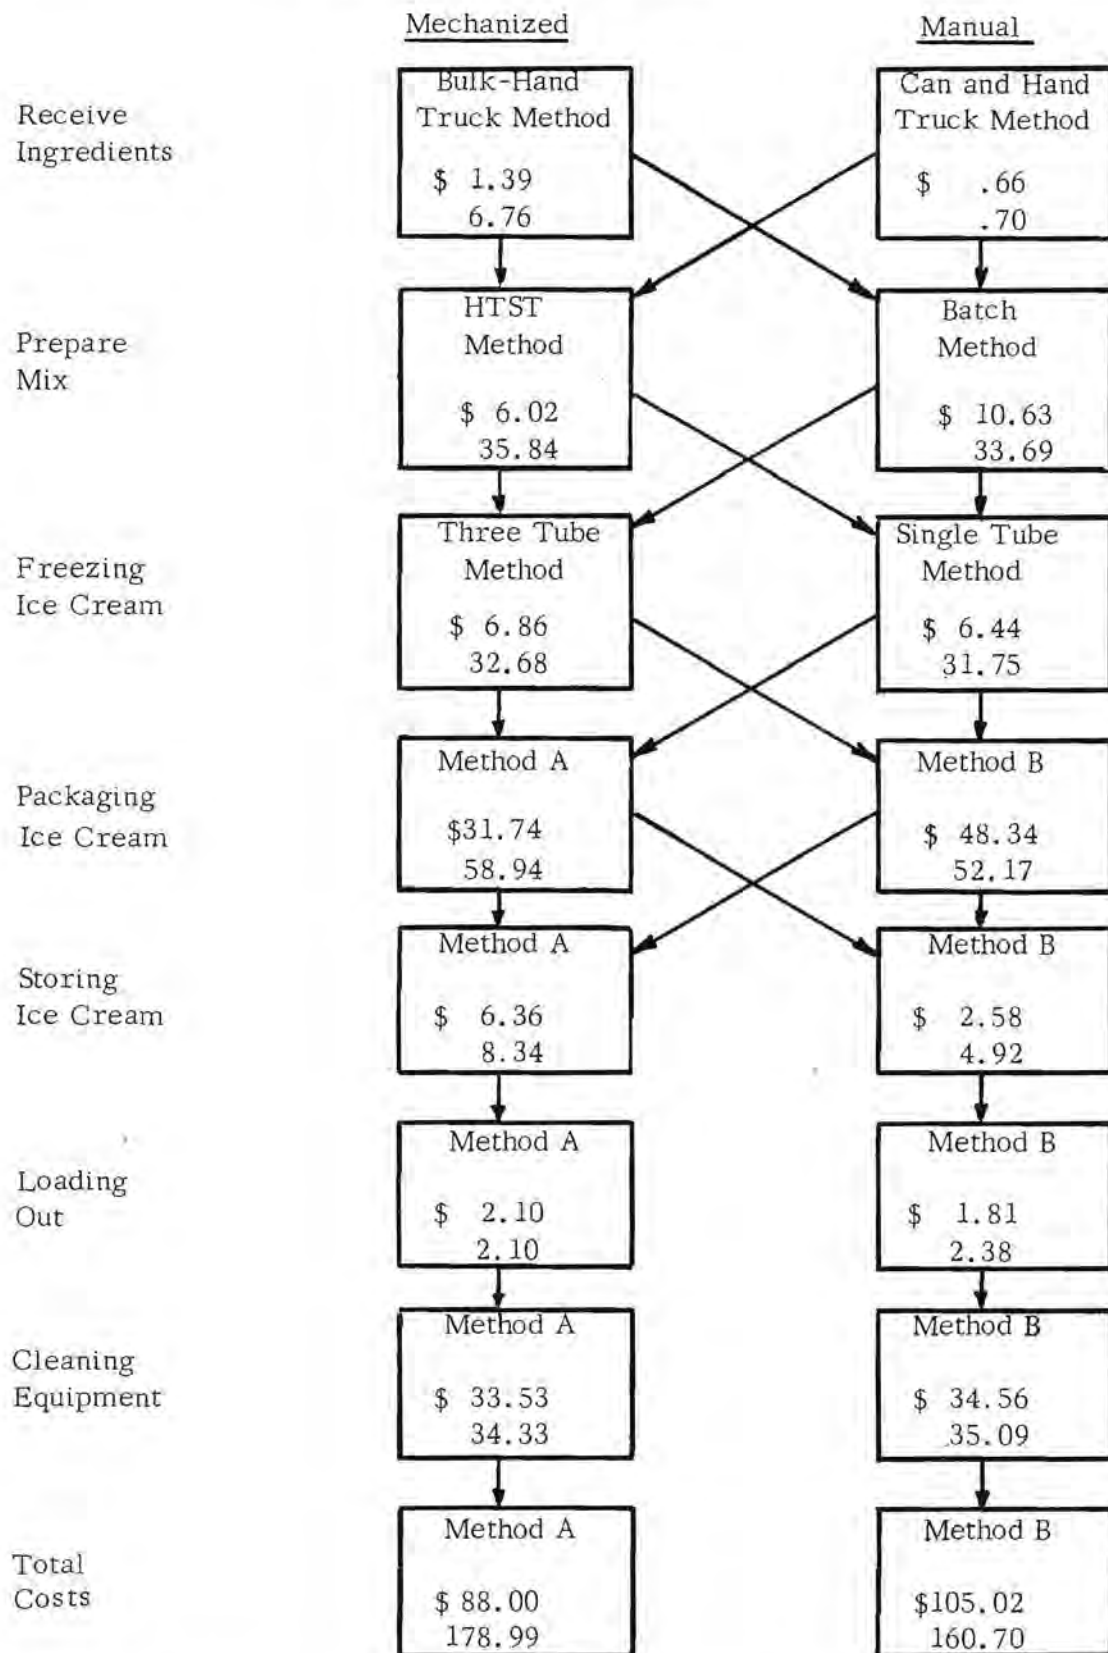 Mechanized Manual
Receive
Ingredients
Bulk-Hand
Truck Method
$ 1.39
6.76
Can and Hand
Truck Method
$ .66
.70
Prepare
Mix
HTST
Method
$ 6.02
35.84
Batch
Method
$ 10.63
33.69
Freezing
Ice Cream
Three Tube
Method
$ 6.86
32.68
Single Tube
Method
$ 6.44
31.75
Packaging
Ice Cream
Method A
$31.74
58.94
Method B
$ 48.34
52.17
Storing
Ice Cream
Method A
$ 6.36
8.34
Method B
$ 2.58
4.92
Loading
Out
Method A
$ 2.10
2.10
Method B
$ 1.81
2.38
Cleaning
Equipment
Method A
$ 33.53
34.33
Method B
$ 34.56
35.09
Total
Costs
Method A
$ 88.00
178.99
Method B
$105.02
160.70